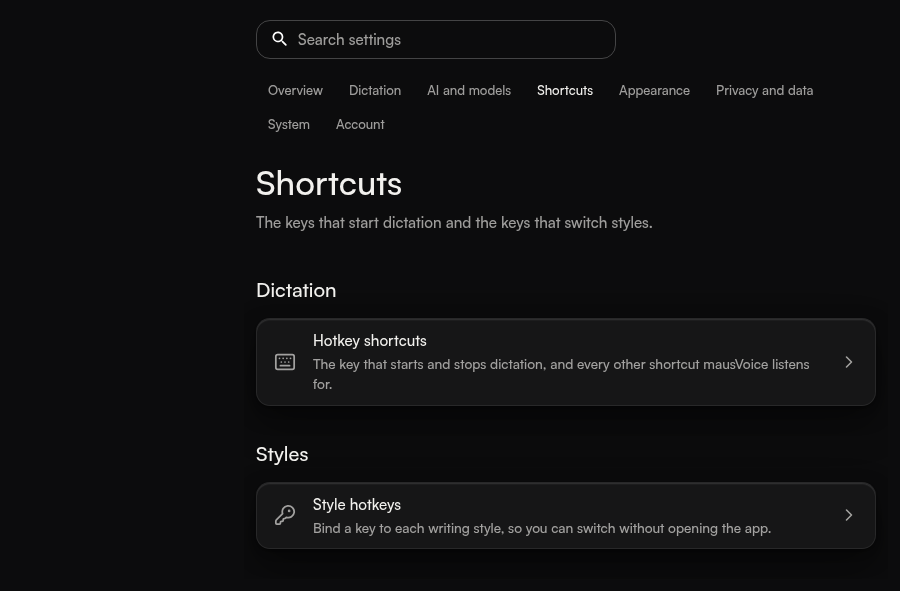 Search settings
Overview Dictation AI and models Shortcuts Appearance Privacy and data
System Account
Shortcuts
The keys that start dictation and the keys that switch styles.
Dictation
Hotkey shortcuts
The key that starts and stops dictation, and every other shortcut mausVoice listens
for.
Styles
Style hotkeys
Bind a key to each writing style, so you can switch without opening the app.